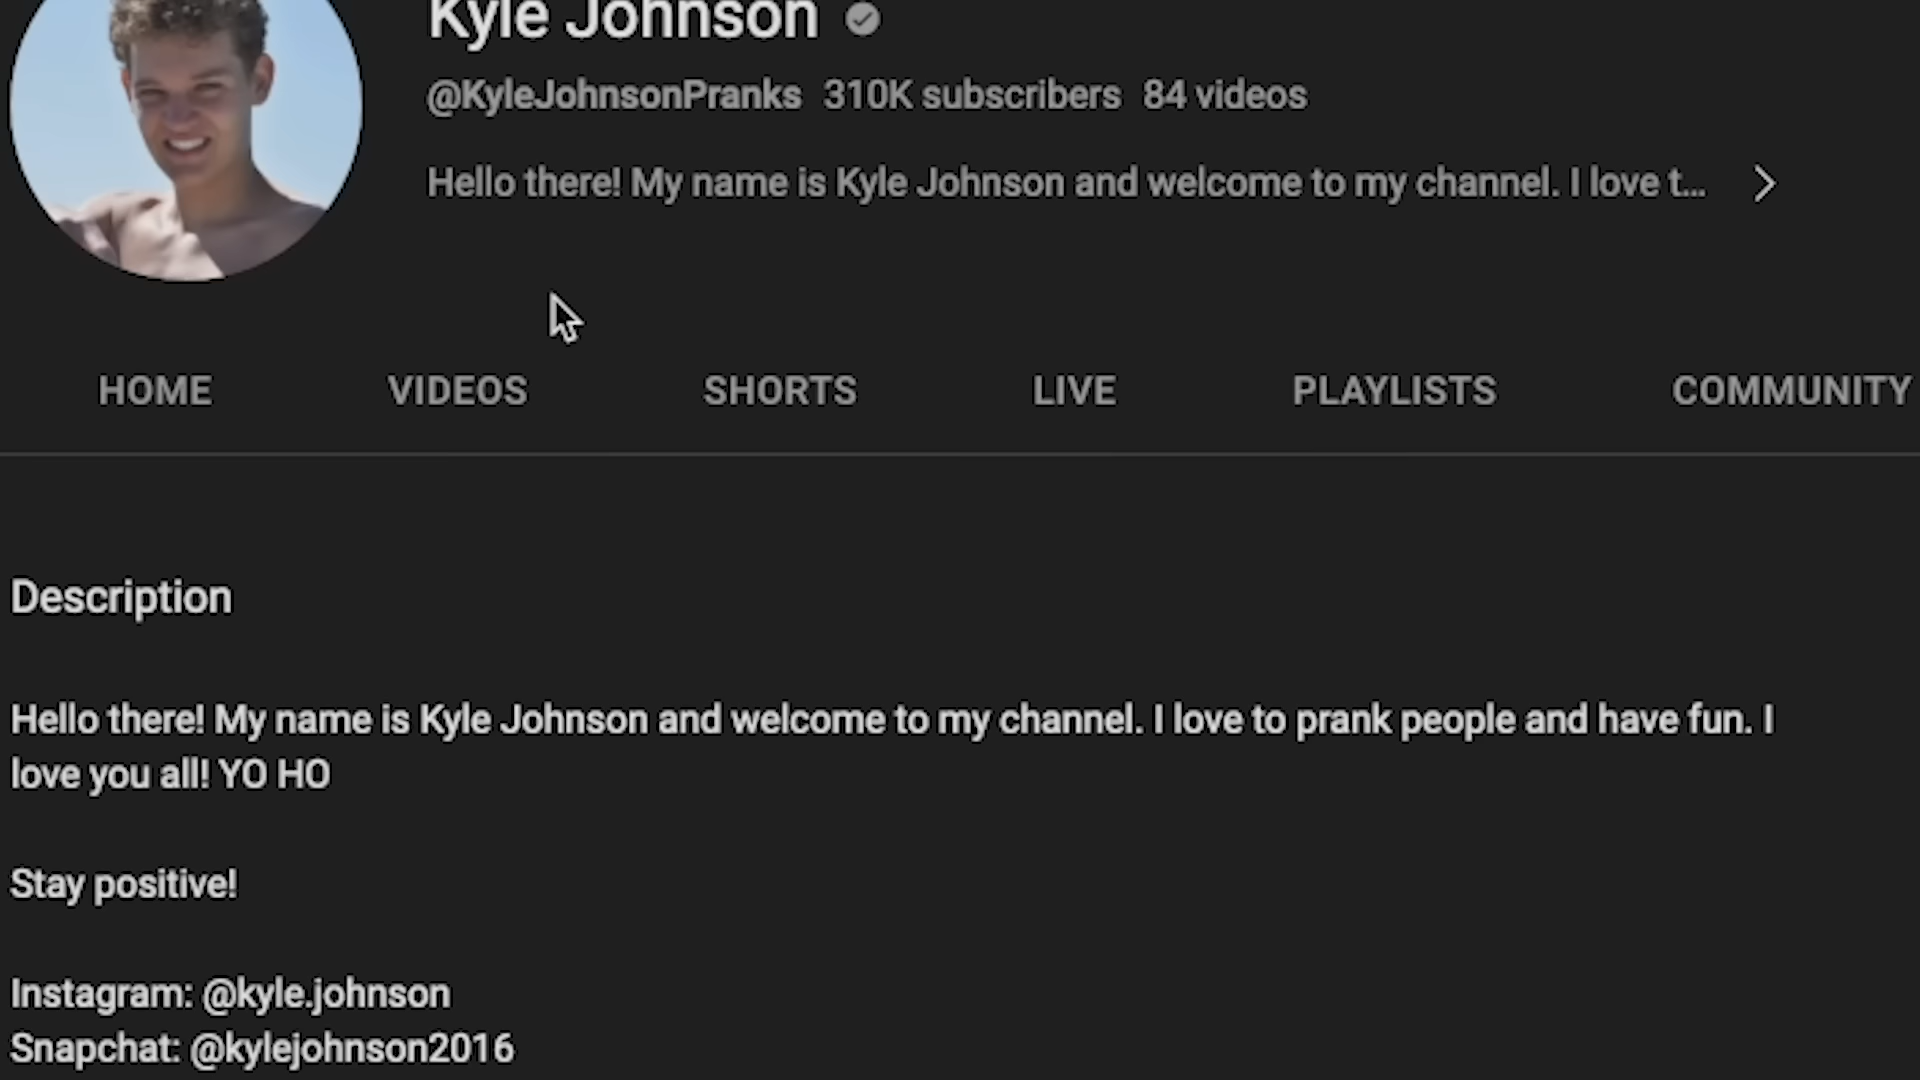 Kyle Johnson
@KyleJohnsonPranks 310K subscribers 84 videos
Hello there! My name is Kyle Johnson and welcome to my channel. I love t...
HOME VIDEOS SHORTS LIVE PLAYLISTS COMMUNITY
Description
Hello there! My name is Kyle Johnson and welcome to my channel. I love to prank people and have fun. I
love you all! YO HO
Stay positive!
Instagram: @kyle.johnson
Snapchat: @kylejohnson2016